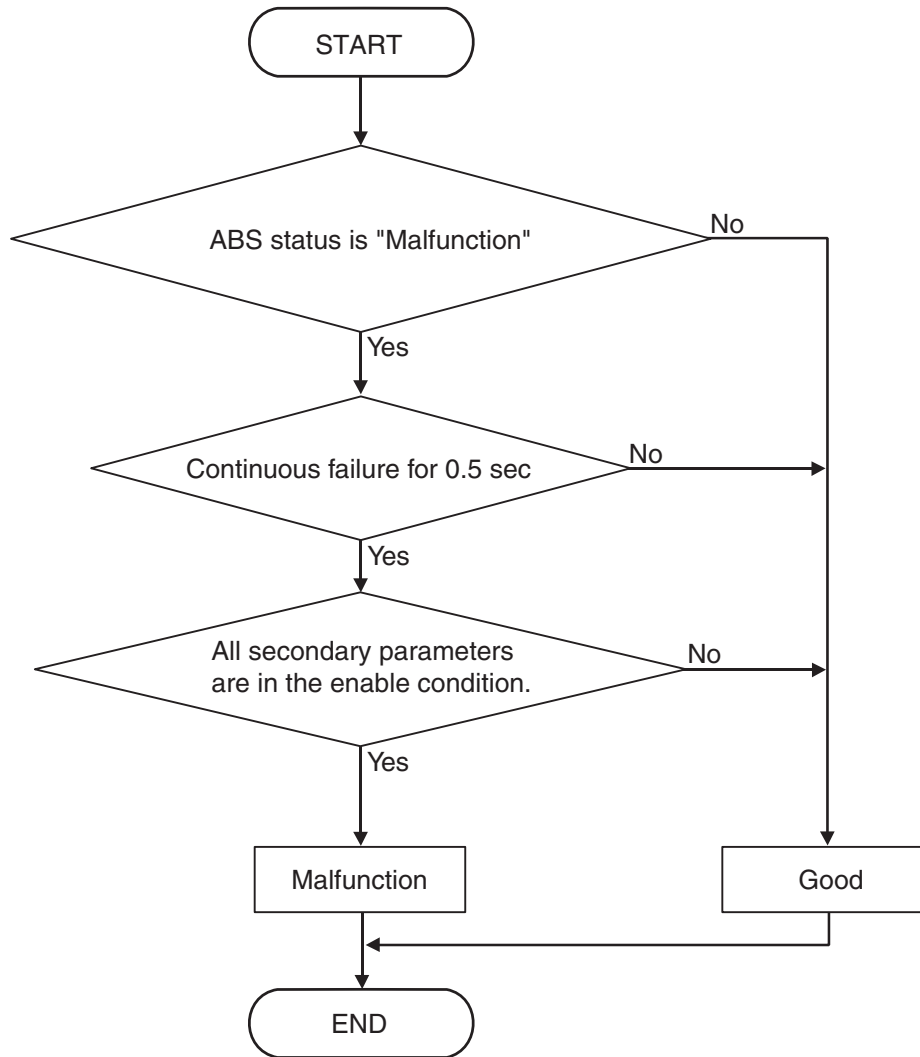 START
ABS status is "Malfunction"
No
Yes
Continuous failure for 0.5 sec
No
Yes
All secondary parameters
are in the enable condition.
No
Yes
Malfunction
Good
END